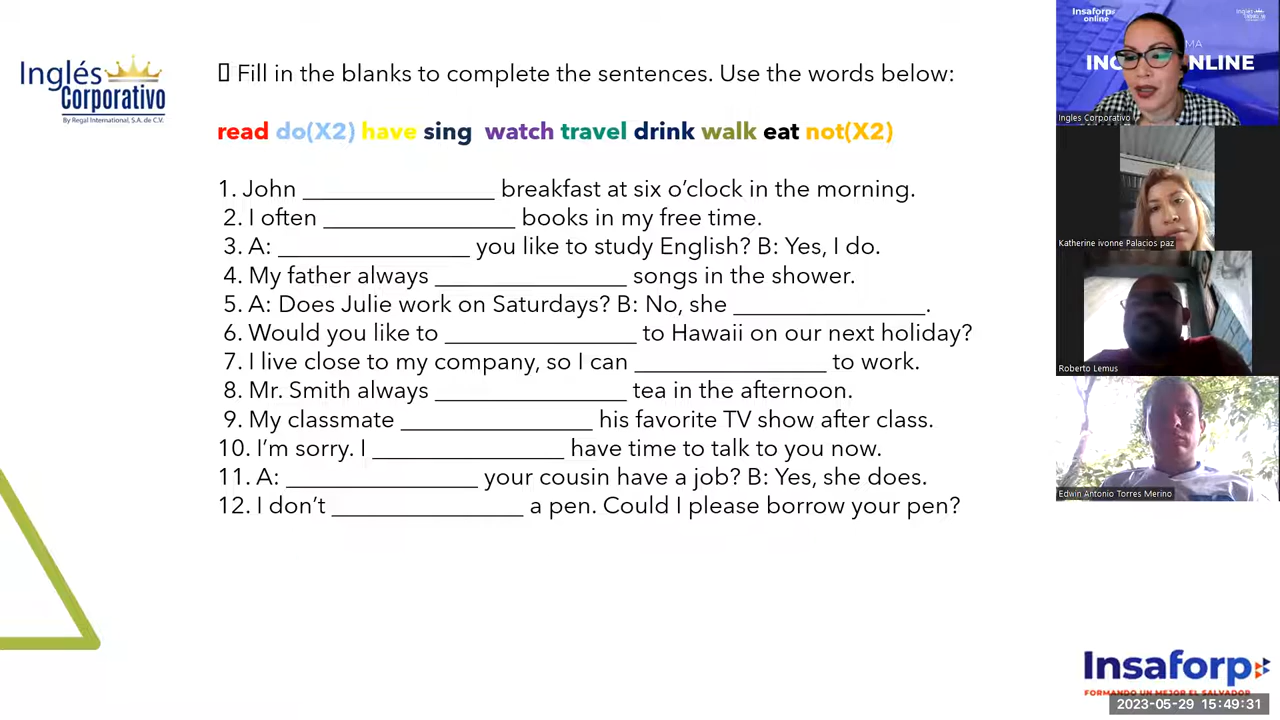 Inglés
Corporativo
By Regal International, S.A. de C.V.
Fill in the blanks to complete the sentences. Use the words below:
read do(X2) have sing watch travel drink walk eat not(X2)
1. John ________________ breakfast at six o’clock in the morning.
2. I often ________________ books in my free time.
3. A: ________________ you like to study English? B: Yes, I do.
4. My father always ________________ songs in the shower.
5. A: Does Julie work on Saturdays? B: No, she ________________.
6. Would you like to ________________ to Hawaii on our next holiday?
7. I live close to my company, so I can ________________ to work.
8. Mr. Smith always ________________ tea in the afternoon.
9. My classmate ________________ his favorite TV show after class.
10. I’m sorry. I ________________ have time to talk to you now.
11. A: ________________ your cousin have a job? B: Yes, she does.
12. I don’t ________________ a pen. Could I please borrow your pen?
Insaforp
online
MA
NLINE
Ingles Corporativo
Katherine ivonne Palacios paz
Roberto Lemus
Edwin Antonio Torres Merino
Insaforp
FORMANDO UN MEJOR EL SALVADOR
2023-05-29 15:49:31